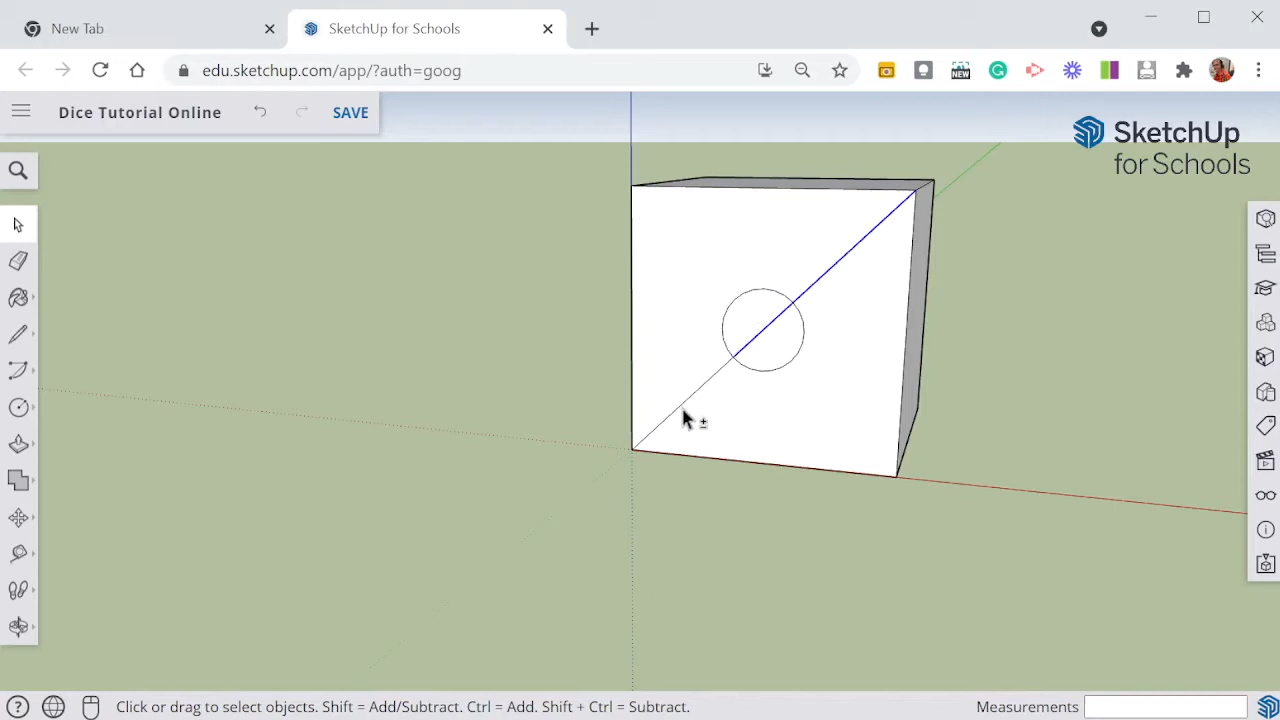 New Tab
SketchUp for Schools
edu.sketchup.com/app/?auth=goog
NEW
Dice Tutorial Online
SAVE
SketchUp
for Schools
Click or drag to select objects. Shift = Add/Subtract. Ctrl = Add. Shift + Ctrl = Subtract.
Measurements